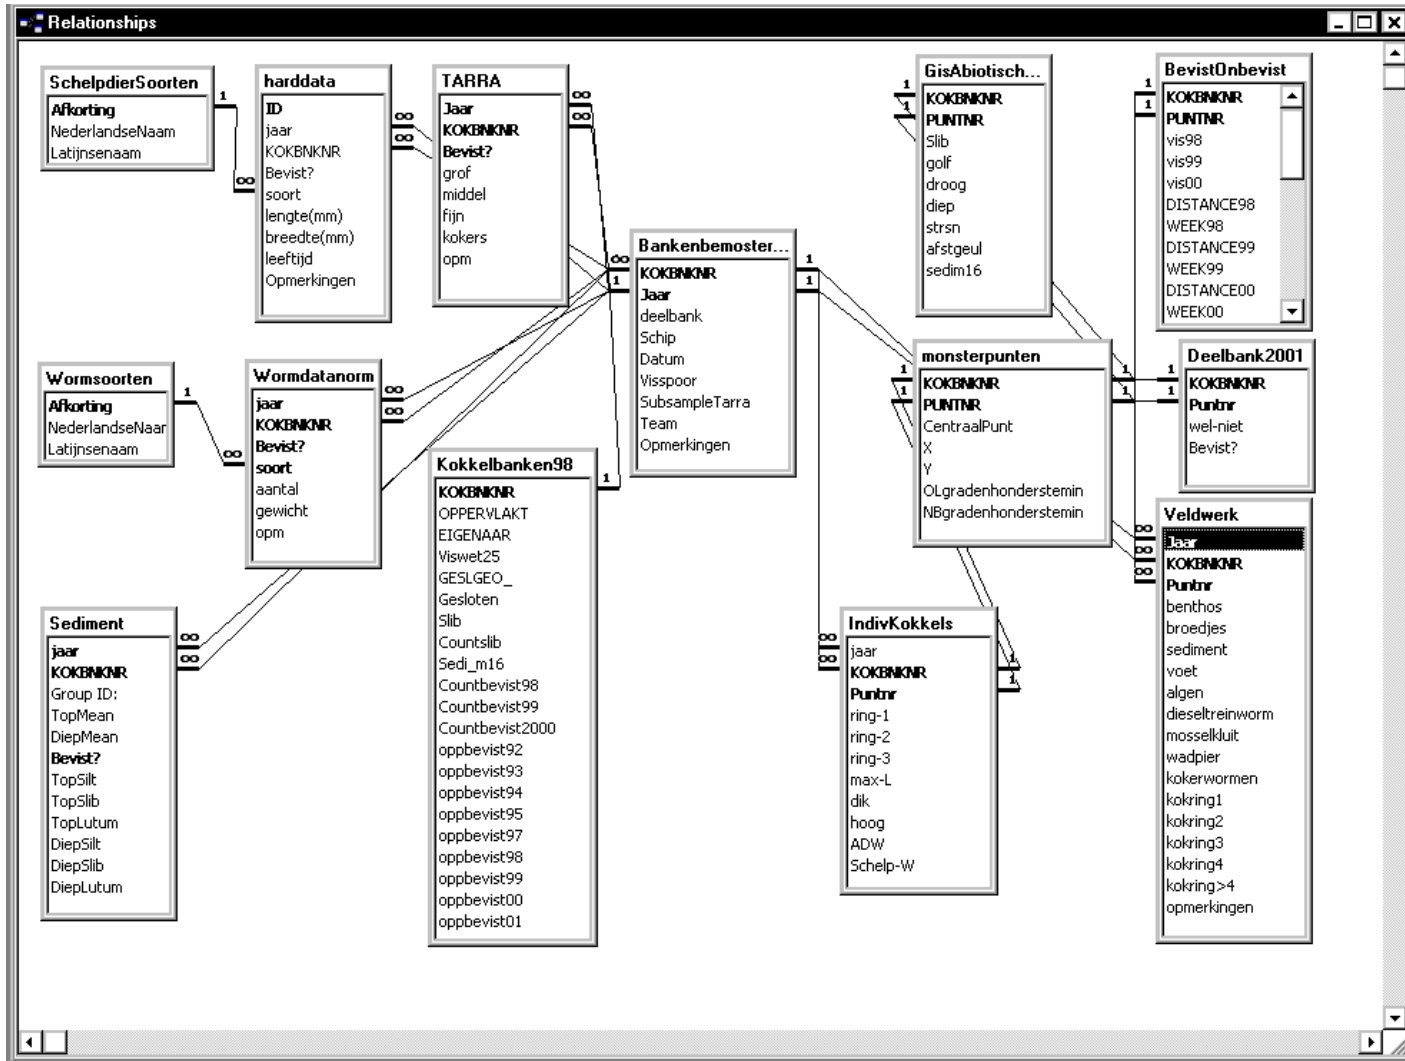 Relationships
SchelpdierSoorten
Afkorting
NederlandseNaam
Latijnsenaam
harddata
ID
jaar
KOKBNKNR
Bevist?
soort
lengte(mm)
breedte(mm)
leeftijd
Opmerkingen
TARRA
Jaar
KOKBNKNR
Bevist?
grof
middel
fijn
kokers
opm
Bankenbemoster...
KOKBNKNR
Jaar
deelbank
Schip
Datum
Visspoor
SubsampleTarra
Team
Opmerkingen
GisAbiotisch...
KOKBNKNR
PUNTNR
Slib
golf
droog
diep
strsn
afstgeul
sedim16
BevistOnbevist
KOKBNKNR
PUNTNR
vis98
vis99
vis00
DISTANCE98
WEEK98
DISTANCE99
WEEK99
DISTANCE00
WEEK00
Wormsoorten
Afkorting
NederlandseNaar
Latijnsenaam
Wormdatanorm
jaar
KOKBNKNR
Bevist?
soort
aantal
gewicht
opm
Kokkelbanken98
KOKBNKNR
OPPERVLAKT
EIGENAAR
Viswet25
GESLGEO_
Gesloten
Slib
Countslib
Sedi_m16
Countbevist98
Countbevist99
Countbevist2000
oppbevist92
oppbevist93
oppbevist94
oppbevist95
oppbevist97
oppbevist98
oppbevist99
oppbevist00
oppbevist01
monsterpunten
KOKBNKNR
PUNTNR
CentraalPunt
X
Y
OLgradenhonderstemin
NBgradenhonderstemin
Deelbank2001
KOKBNKNR
Puntnr
wel-niet
Bevist?
Sediment
jaar
KOKBNKNR
Group ID:
TopMean
DiepMean
Bevist?
TopSilt
TopSlib
TopLutum
DiepSilt
DiepSlib
DiepLutum
IndivKokkels
jaar
KOKBNKNR
Puntnr
ring-1
ring-2
ring-3
max-L
dik
hoog
ADW
Schelp-W
Veldwerk
Jaar
KOKBNKNR
Puntnr
benthos
broedjes
sediment
voet
algen
dieseltreinworm
mosselkluit
wadpier
kokerwormen
kokring1
kokring2
kokring3
kokring4
kokring>4
opmerkingen